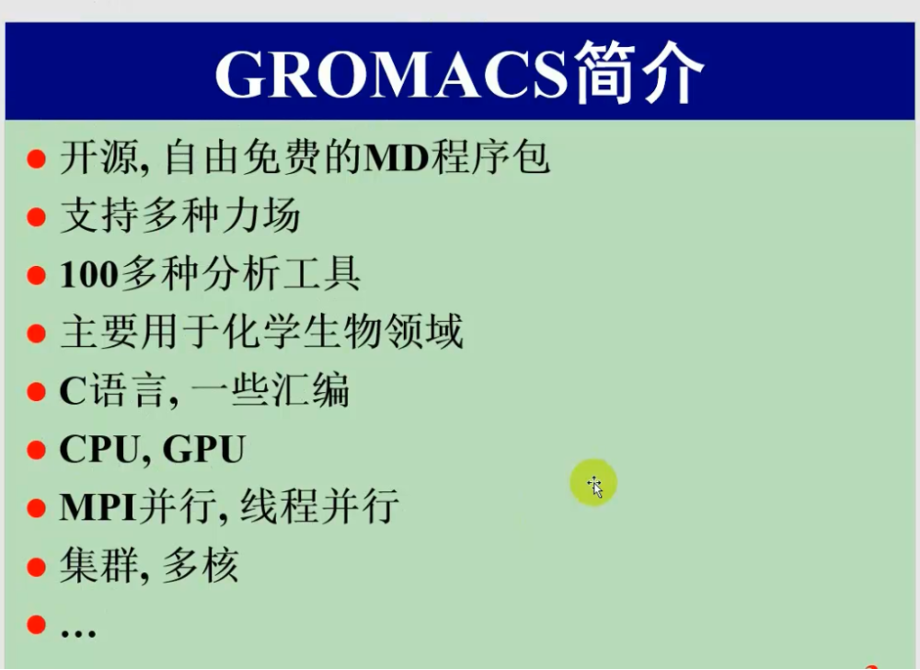 GROMACS简介
开源, 自由免费的MD程序包
支持多种力场
100多种分析工具
主要用于化学生物领域
C语言, 一些汇编
CPU, GPU
MPI并行, 线程并行
集群, 多核
...